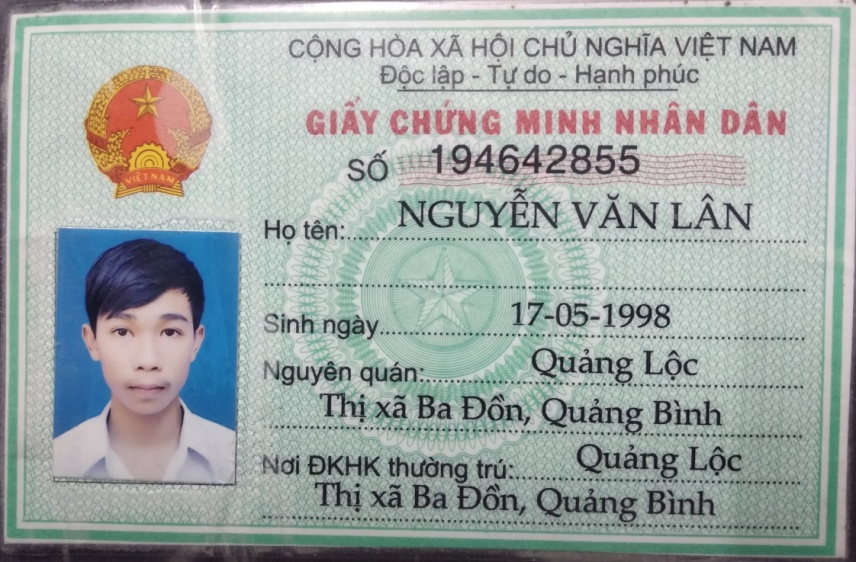 CỘNG HÒA XÃ HỘI CHỦ NGHĨA VIỆT NAM
Độc lập - Tự do - Hạnh phúc
GIẤY CHỨNG MINH NHÂN DÂN
SỐ 194642855
VIỆT NAM
Họ tên: NGUYỄN VĂN LÂN
Sinh ngày 17-05-1998
Nguyên quán: Quảng Lộc
Thị xã Ba Đồn, Quảng Bình
Nơi ĐKHK thường trú: Quảng Lộc
Thị xã Ba Đồn, Quảng Bình